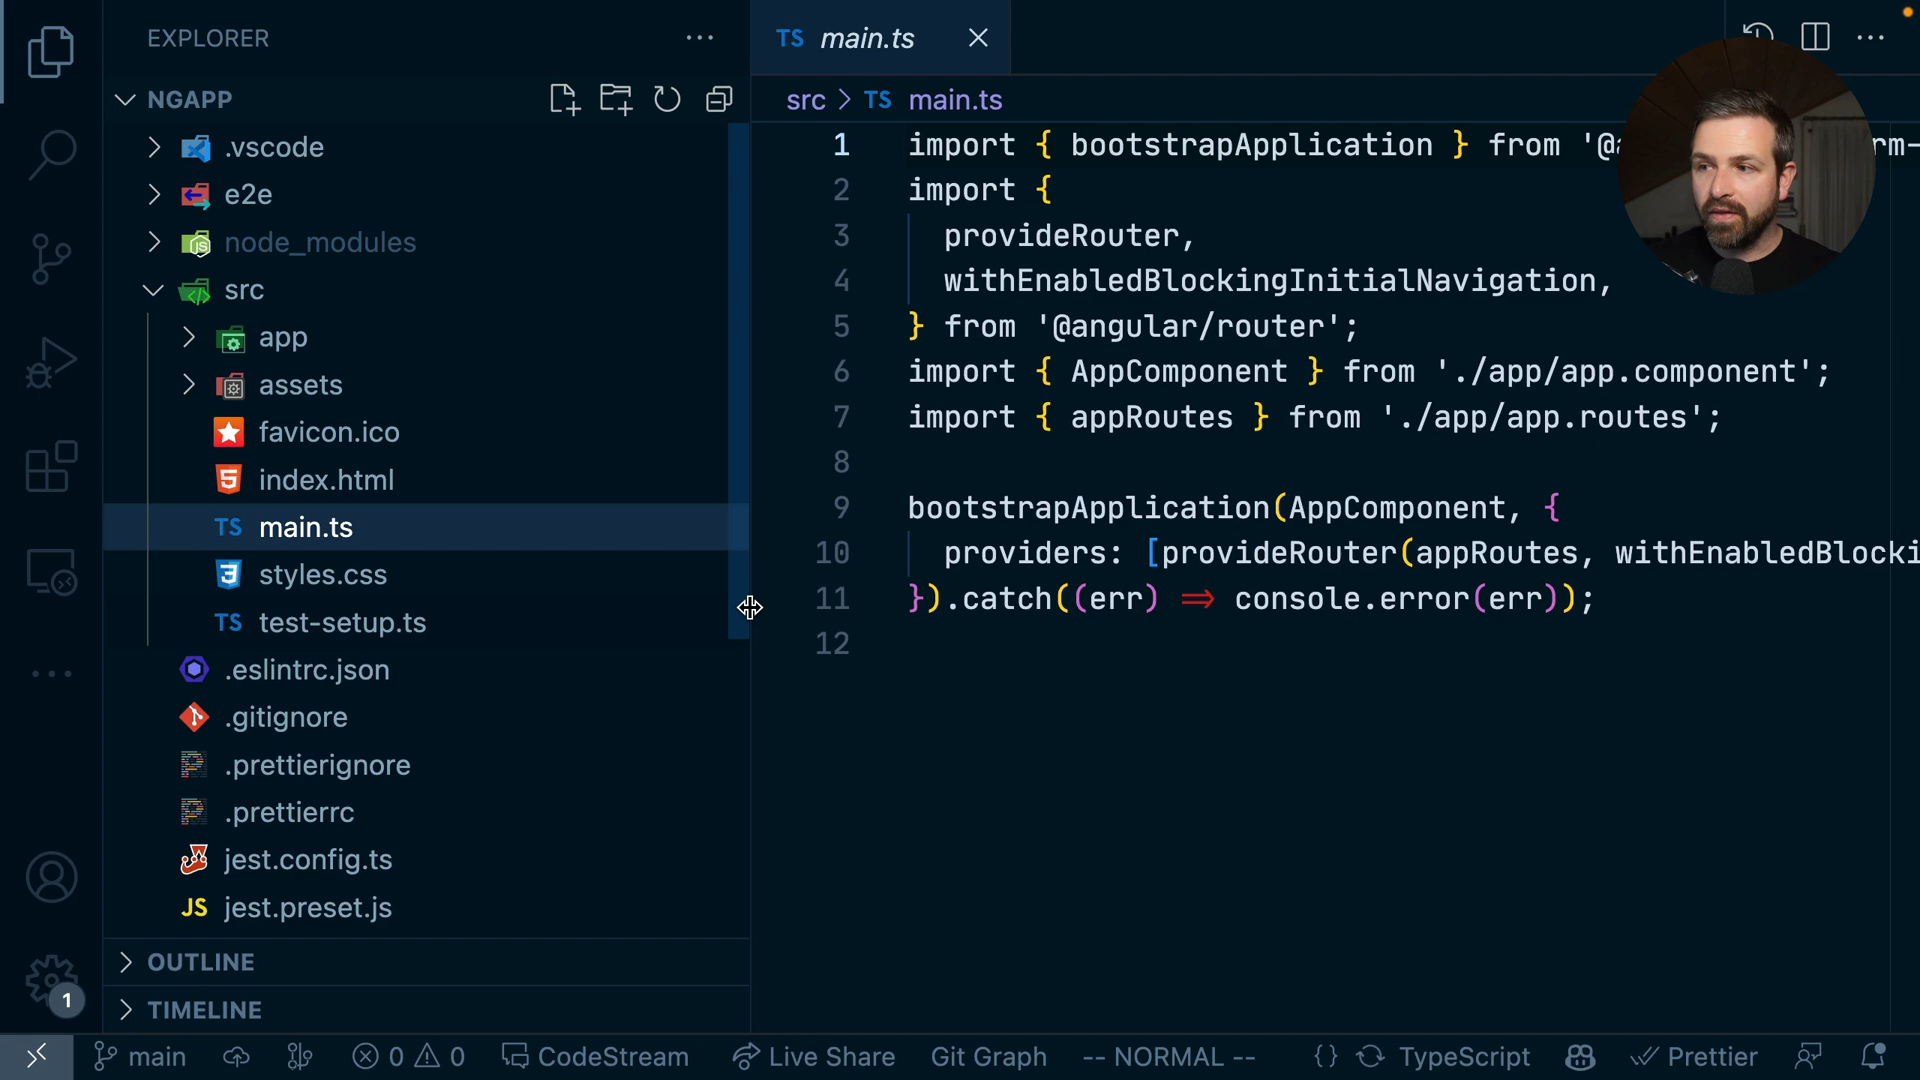 EXPLORER
NGAPP
.vscode
e2e
node_modules
src
app
assets
favicon.ico
index.html
main.ts
styles.css
test-setup.ts
.eslintrc.json
.gitignore
.prettierignore
.prettierrc
jest.config.ts
JS jest.preset.js
OUTLINE
TIMELINE
TS main.ts
src > TS main.ts
1 import { bootstrapApplication } from '@
2 import {
3 provideRouter,
4 withEnabledBlockingInitialNavigation,
5 } from '@angular/router';
6 import { AppComponent } from './app/app.component';
7 import { appRoutes } from './app/app.routes';
8
9 bootstrapApplication(AppComponent, {
10 providers: [provideRouter(appRoutes, withEnabledBlocki
11 }).catch((err) => console.error(err));
12
1
main 0 0 CodeStream Live Share Git Graph -- NORMAL -- {} TypeScript Prettier